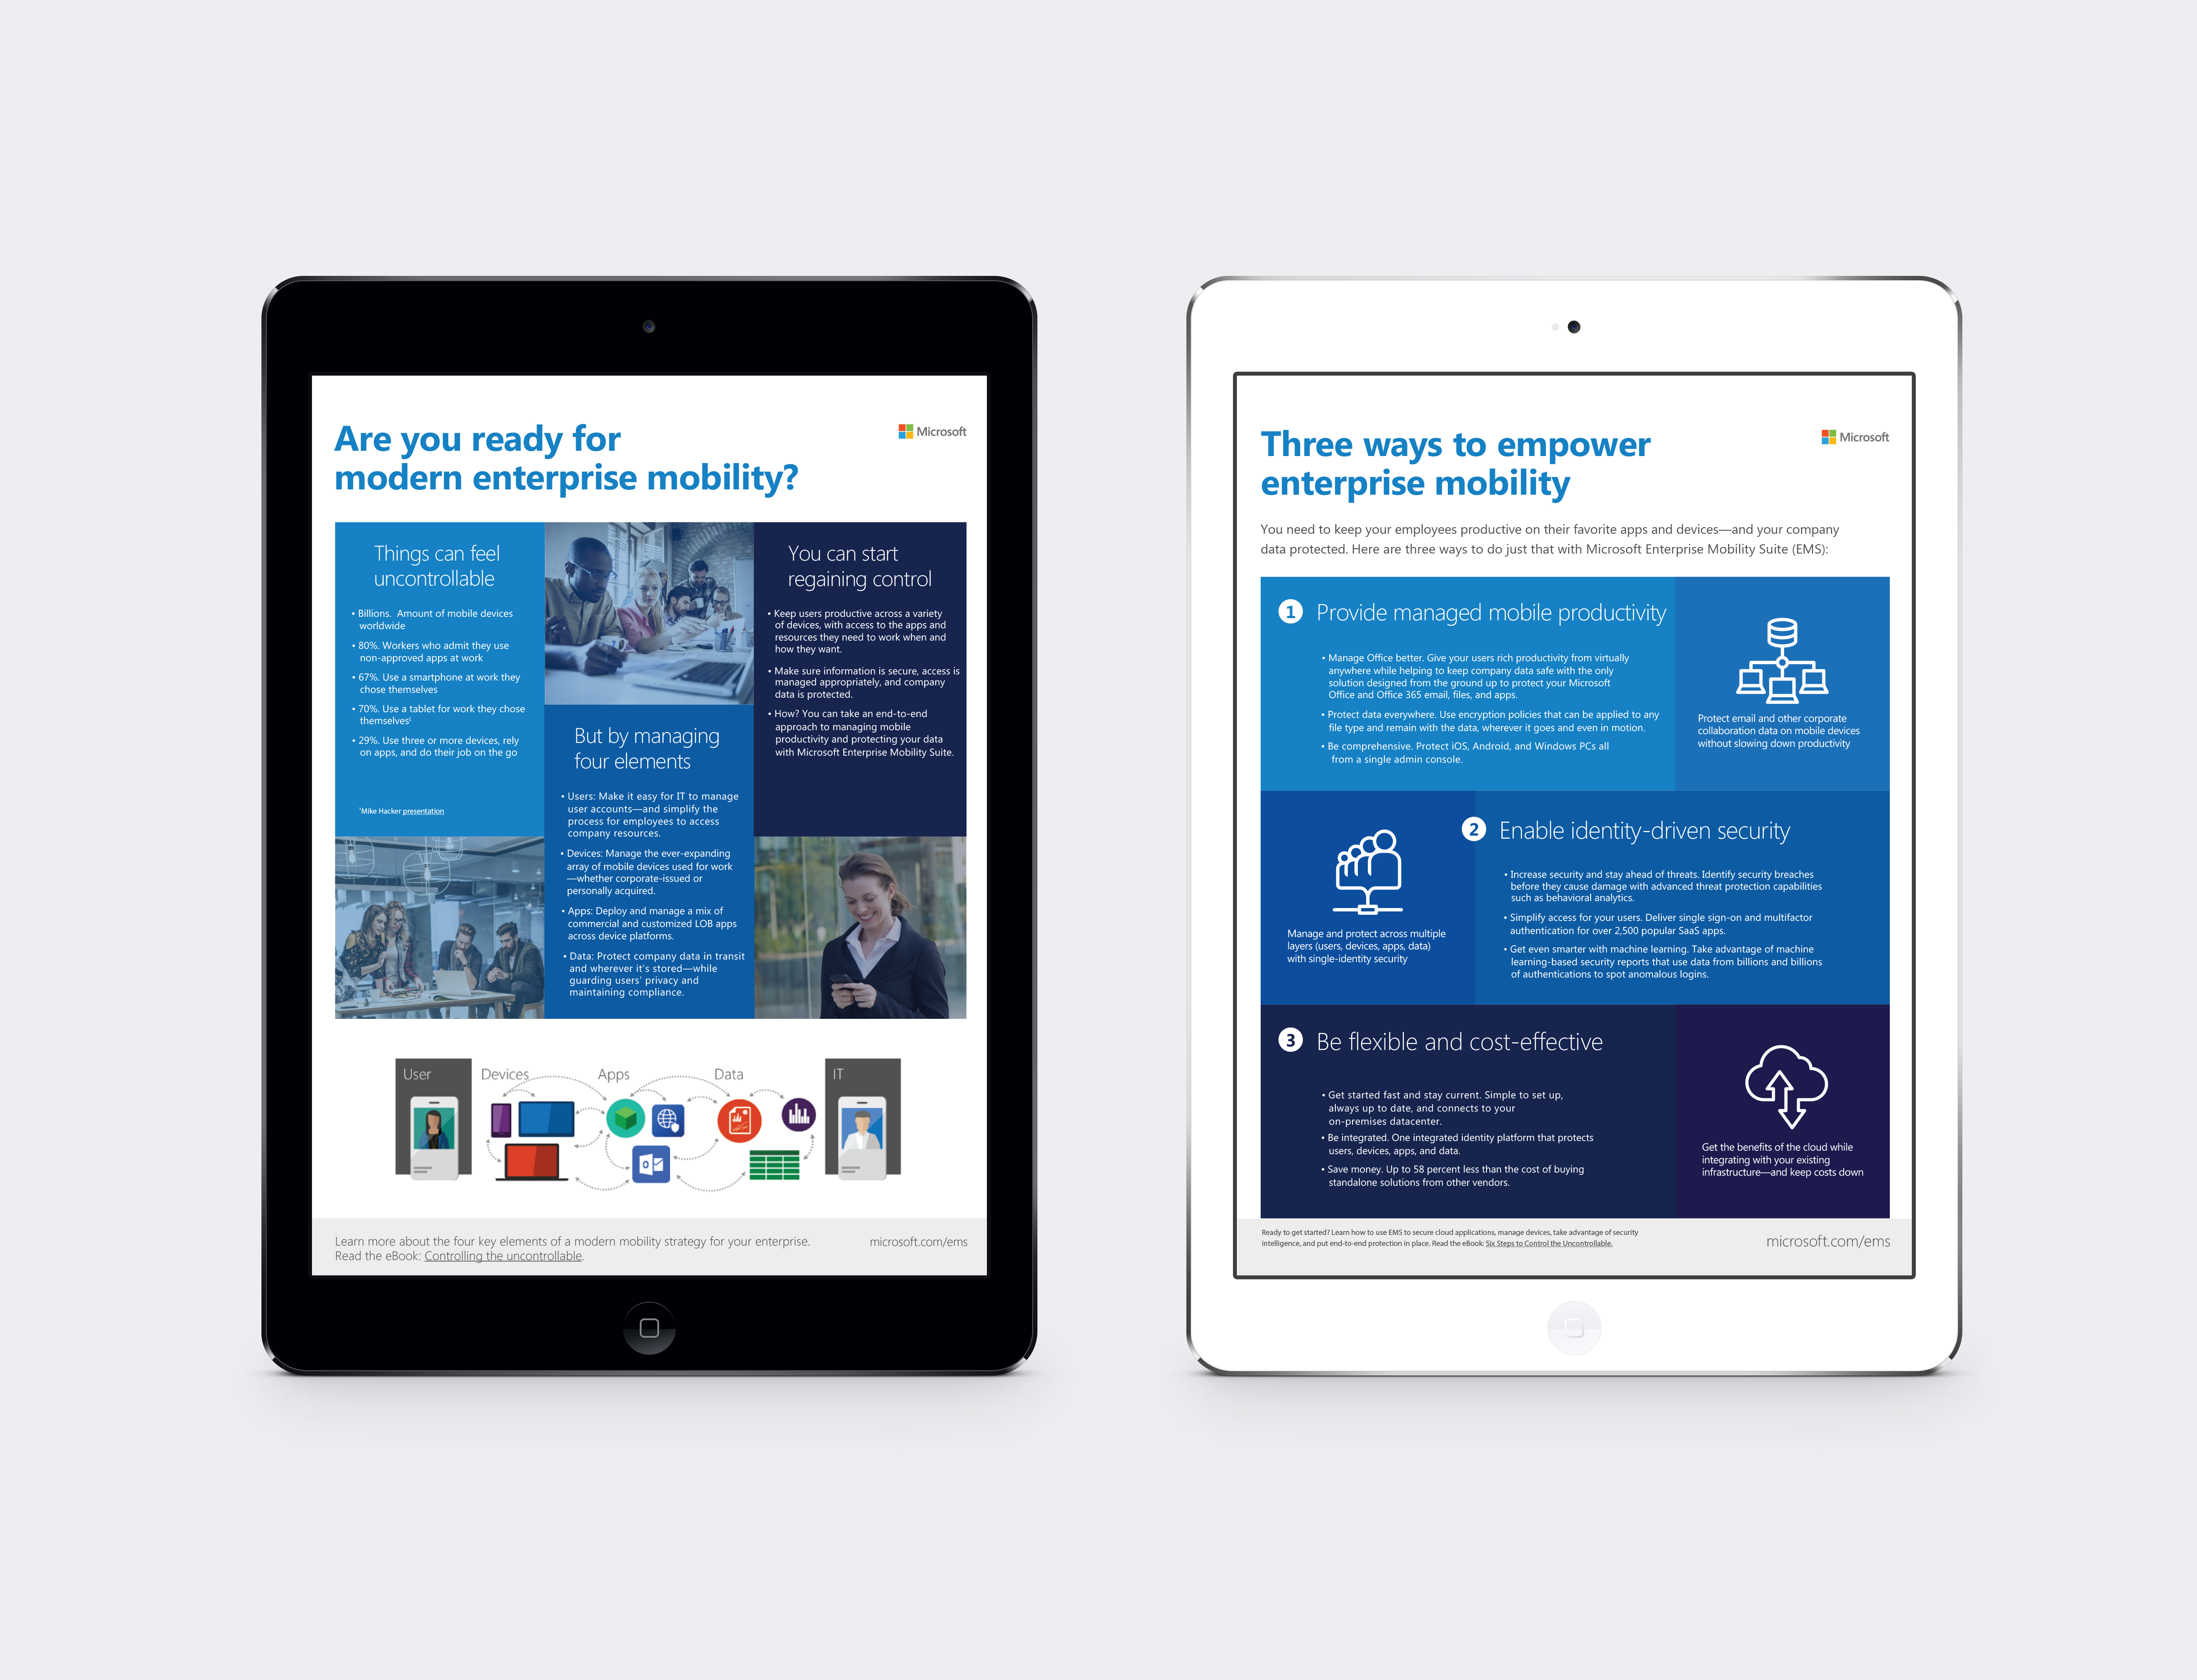 Are you ready for
modern enterprise mobility?
Microsoft
Things can feel
uncontrollable
• Billions. Amount of mobile devices
worldwide
• 80%. Workers who admit they use
non-approved apps at work
• 67%. Use a smartphone at work they
chose themselves
• 70%. Use a tablet for work they chose
themselves¹
• 29%. Use three or more devices, rely
on apps, and do their job on the go
¹Mike Hacker presentation
But by managing
four elements
• Users: Make it easy for IT to manage
user accounts—and simplify the
process for employees to access
company resources.
• Devices: Manage the ever-expanding
array of mobile devices used for work
—whether corporate-issued or
personally acquired.
• Apps: Deploy and manage a mix of
commercial and customized LOB apps
across device platforms.
• Data: Protect company data in transit
and wherever it's stored—while
guarding users' privacy and
maintaining compliance.
You can start
regaining control
• Keep users productive across a variety
of devices, with access to the apps and
resources they need to work when and
how they want.
• Make sure information is secure, access is
managed appropriately, and company
data is protected.
• How? You can take an end-to-end
approach to managing mobile
productivity and protecting your data
with Microsoft Enterprise Mobility Suite.
User
Devices
Apps
Data
IT
Learn more about the four key elements of a modern mobility strategy for your enterprise.
Read the eBook: Controlling the uncontrollable.
microsoft.com/ems
Three ways to empower
enterprise mobility
Microsoft
You need to keep your employees productive on their favorite apps and devices—and your company
data protected. Here are three ways to do just that with Microsoft Enterprise Mobility Suite (EMS):
1 Provide managed mobile productivity
• Manage Office better. Give your users rich productivity from virtually
anywhere while helping to keep company data safe with the only
solution designed from the ground up to protect your Microsoft
Office and Office 365 email, files, and apps.
• Protect data everywhere. Use encryption policies that can be applied to any
file type and remain with the data, wherever it goes and even in motion.
• Be comprehensive. Protect iOS, Android, and Windows PCs all
from a single admin console.
Protect email and other corporate
collaboration data on mobile devices
without slowing down productivity
2 Enable identity-driven security
• Increase security and stay ahead of threats. Identify security breaches
before they cause damage with advanced threat protection capabilities
such as behavioral analytics.
• Simplify access for your users. Deliver single sign-on and multifactor
authentication for over 2,500 popular SaaS apps.
• Get even smarter with machine learning. Take advantage of machine
learning-based security reports that use data from billions and billions
of authentications to spot anomalous logins.
Manage and protect across multiple
layers (users, devices, apps, data)
with single-identity security
3 Be flexible and cost-effective
• Get started fast and stay current. Simple to set up,
always up to date, and connects to your
on-premises datacenter.
• Be integrated. One integrated identity platform that protects
users, devices, apps, and data.
• Save money. Up to 58 percent less than the cost of buying
standalone solutions from other vendors.
Get the benefits of the cloud while
integrating with your existing
infrastructure—and keep costs down
Ready to get started? Learn how to use EMS to secure cloud applications, manage devices, take advantage of security
intelligence, and put end-to-end protection in place. Read the eBook: Six Steps to Control the Uncontrollable.
microsoft.com/ems